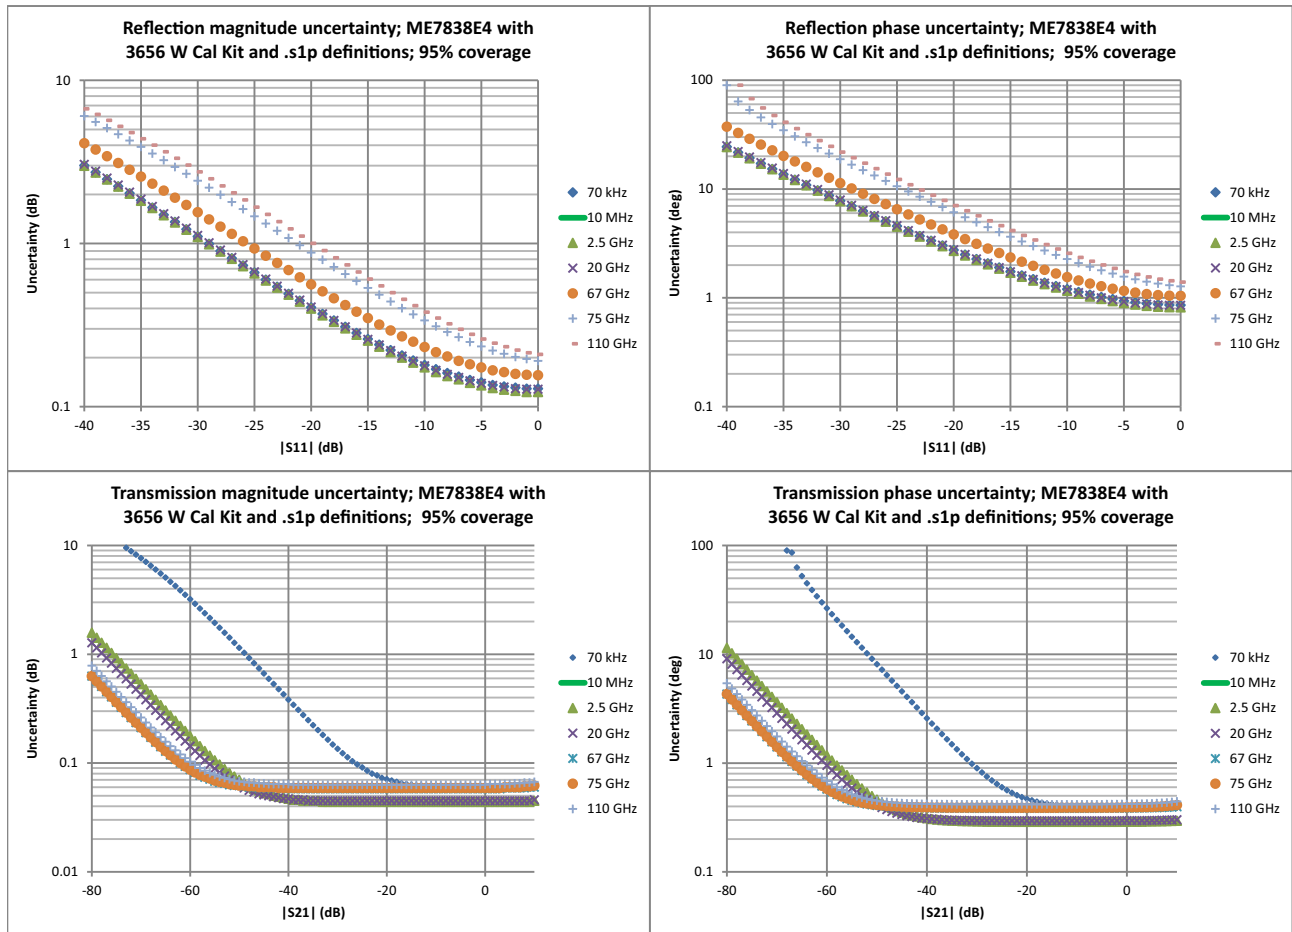 Reflection magnitude uncertainty; ME7838E4 with
3656 W Cal Kit and .s1p definitions; 95% coverage
10
1
0.1
Uncertainty (dB)
-40 -35 -30 -25 -20 -15 -10 -5 0
|S11| (dB)
70 kHz
10 MHz
2.5 GHz
20 GHz
67 GHz
75 GHz
110 GHz
Reflection phase uncertainty; ME7838E4 with
3656 W Cal Kit and .s1p definitions; 95% coverage
100
10
1
0.1
Uncertainty (deg)
-40 -35 -30 -25 -20 -15 -10 -5 0
|S11| (dB)
70 kHz
10 MHz
2.5 GHz
20 GHz
67 GHz
75 GHz
110 GHz
Transmission magnitude uncertainty; ME7838E4 with
3656 W Cal Kit and .s1p definitions; 95% coverage
10
1
0.1
0.01
Uncertainty (dB)
-80 -60 -40 -20 0
|S21| (dB)
70 kHz
10 MHz
2.5 GHz
20 GHz
67 GHz
75 GHz
110 GHz
Transmission phase uncertainty; ME7838E4 with
3656 W Cal Kit and .s1p definitions; 95% coverage
100
10
1
0.1
Uncertainty (deg)
-80 -60 -40 -20 0
|S21| (dB)
70 kHz
10 MHz
2.5 GHz
20 GHz
67 GHz
75 GHz
110 GHz